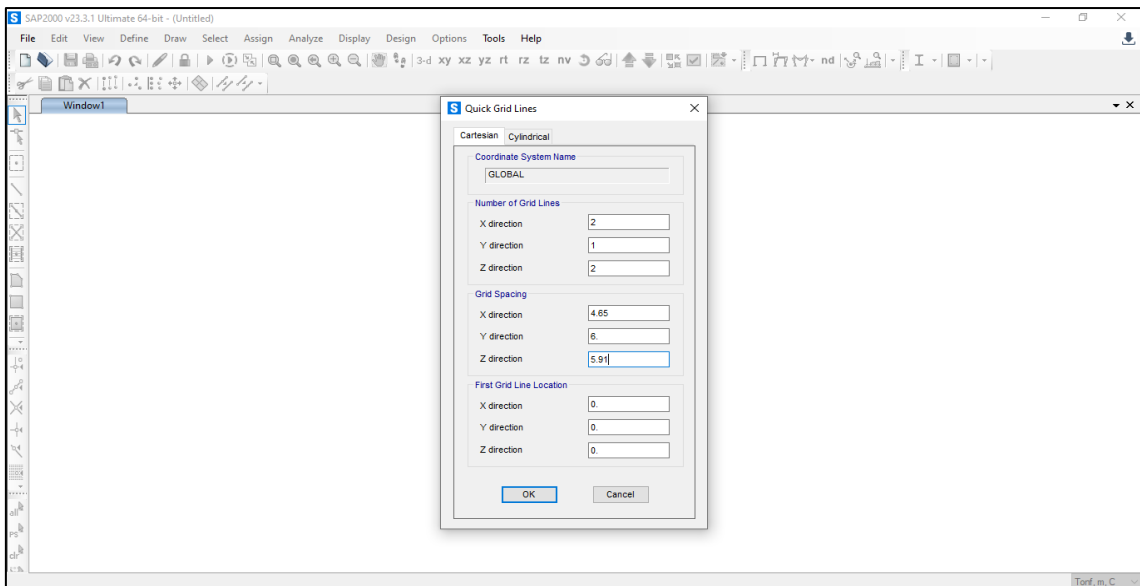 S SAP2000 v23.3.1 Ultimate 64-bit - (Untitled)
File Edit View Define Draw Select Assign Analyze Display Design Options Tools Help
3-d xy xz yz rt rz tz nv nd
Window1
S Quick Grid Lines
Cartesian Cylindrical
Coordinate System Name
GLOBAL
Number of Grid Lines
X direction 2
Y direction 1
Z direction 2
Grid Spacing
X direction 4.65
Y direction 6.
Z direction 5.91
First Grid Line Location
X direction 0.
Y direction 0.
Z direction 0.
OK Cancel
all
PS
clr
Tonf, m, C